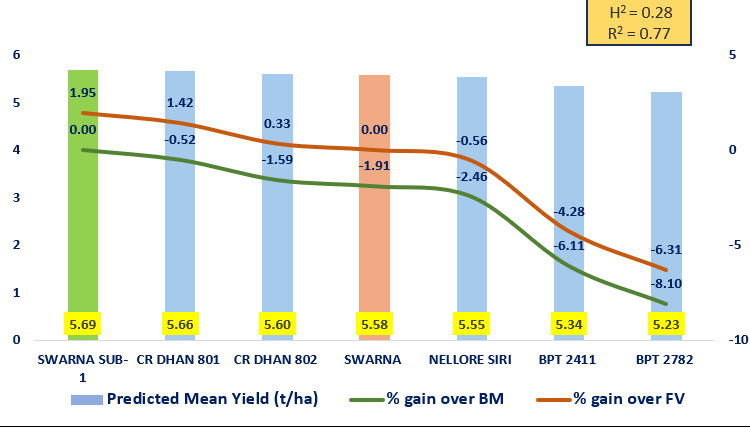 H² = 0.28
R² = 0.77
6
5
4
3
2
1
0
5
0
-5
-10
1.95
1.42
0.33
0.00
-0.56
-4.28
-6.31
0.00
-0.52
-1.59
-1.91
-2.46
-6.11
-8.10
5.69
5.66
5.60
5.58
5.55
5.34
5.23
SWARNA SUB-
1
CR DHAN 801
CR DHAN 802
SWARNA
NELLORE SIRI
BPT 2411
BPT 2782
Predicted Mean Yield (t/ha)
% gain over BM
% gain over FV